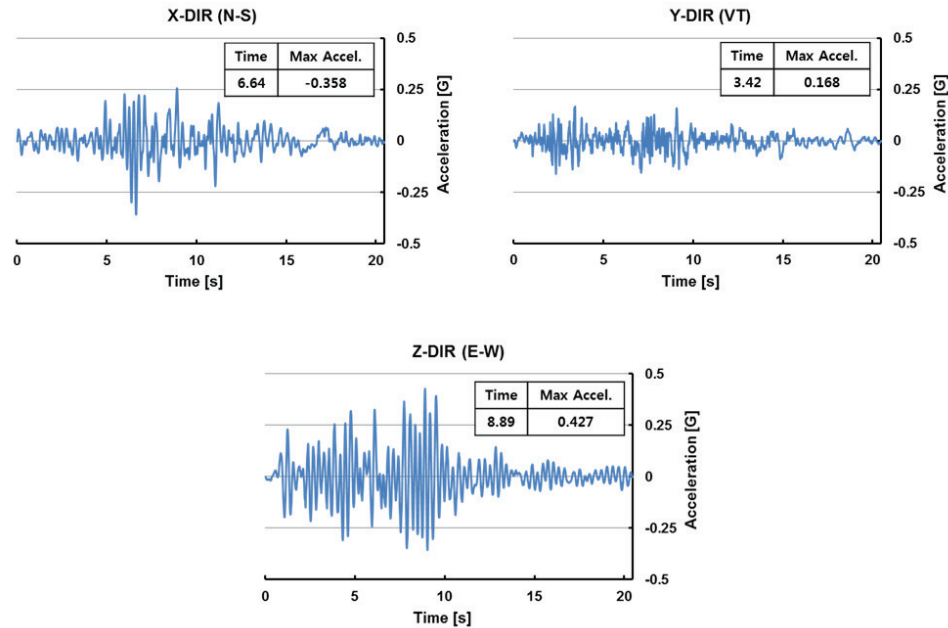 X-DIR (N-S)
0.5
Time Max Accel.
6.64 -0.358
0.25
0
-0.25
-0.5
Acceleration [G]
0 5 10 15 20
Time [s]
Y-DIR (VT)
0.5
Time Max Accel.
3.42 0.168
0.25
0
-0.25
-0.5
Acceleration [G]
0 5 10 15 20
Time [s]
Z-DIR (E-W)
0.5
Time Max Accel.
8.89 0.427
0.25
0
-0.25
-0.5
Acceleration [G]
0 5 10 15 20
Time [s]